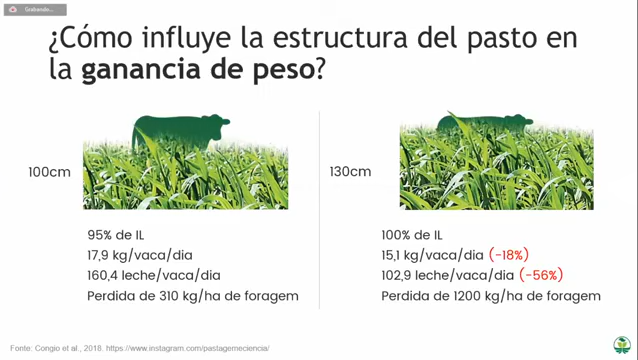 Grabando...
¿Cómo influye la estructura del pasto en
la ganancia de peso?
100cm
95% de IL
17,9 kg/vaca/dia
160,4 leche/vaca/dia
Perdida de 310 kg/ha de foragem
130cm
100% de IL
15,1 kg/vaca/dia (-18%)
102,9 leche/vaca/dia (-56%)
Perdida de 1200 kg/ha de foragem
Fonte: Congio et al., 2018. https://www.instagram.com/pastagemeciencia/